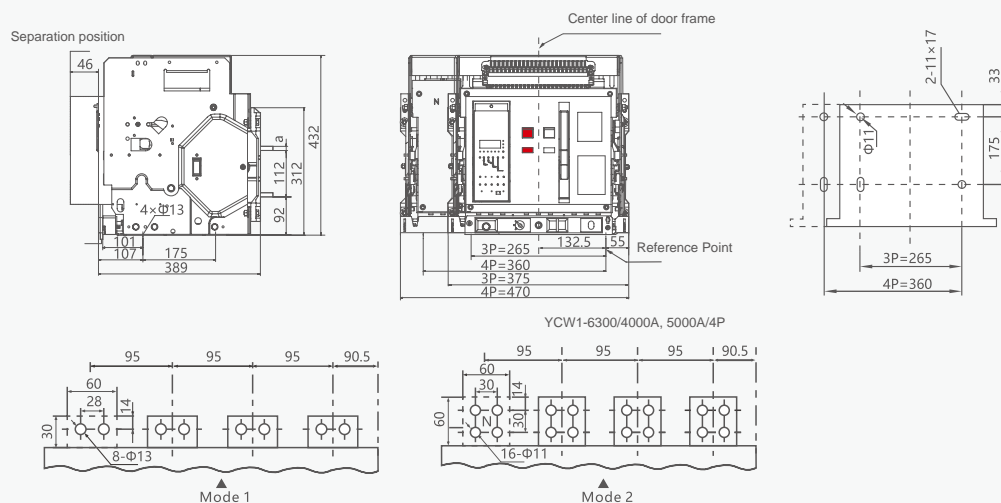 Center line of door frame
Separation position
46
432
312
a
112
92
4×Φ13
101
107
175
389
N
132.5
55
3P=265
Reference Point
4P=360
3P=375
4P=470
2-11×17
33
Φ11
175
3P=265
4P=360
YCW1-6300/4000A, 5000A/4P
95
95
95
90.5
60
28
14
30
8-Φ13
Mode 1
95
95
95
90.5
60
30
14
30
60
N
16-Φ11
Mode 2